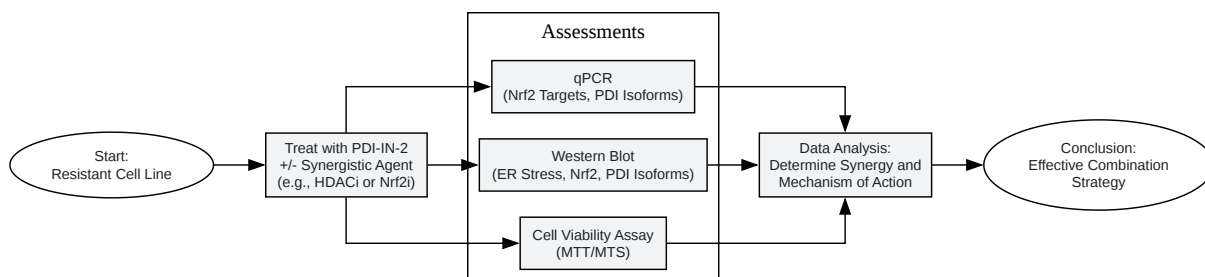 Assessments
qPCR
(Nrf2 Targets, PDI Isoforms)
Start:
Resistant Cell Line
Treat with PDI-IN-2
+/- Synergistic Agent
(e.g., HDACi or Nrf2i)
Western Blot
(ER Stress, Nrf2, PDI Isoforms)
Data Analysis:
Determine Synergy and
Mechanism of Action
Conclusion:
Effective Combination
Strategy
Cell Viability Assay
(MTT/MTS)